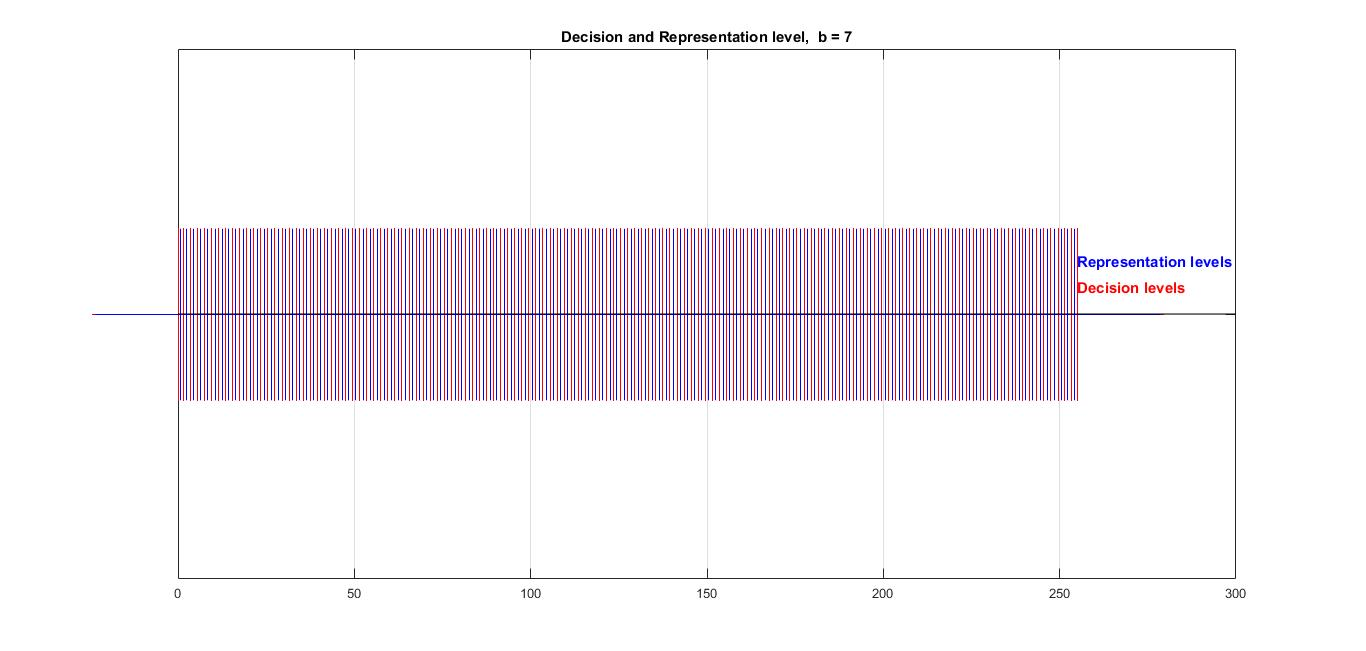 Decision and Representation level,  b = 7
Representation levels
Decision levels
0 50 100 150 200 250 300